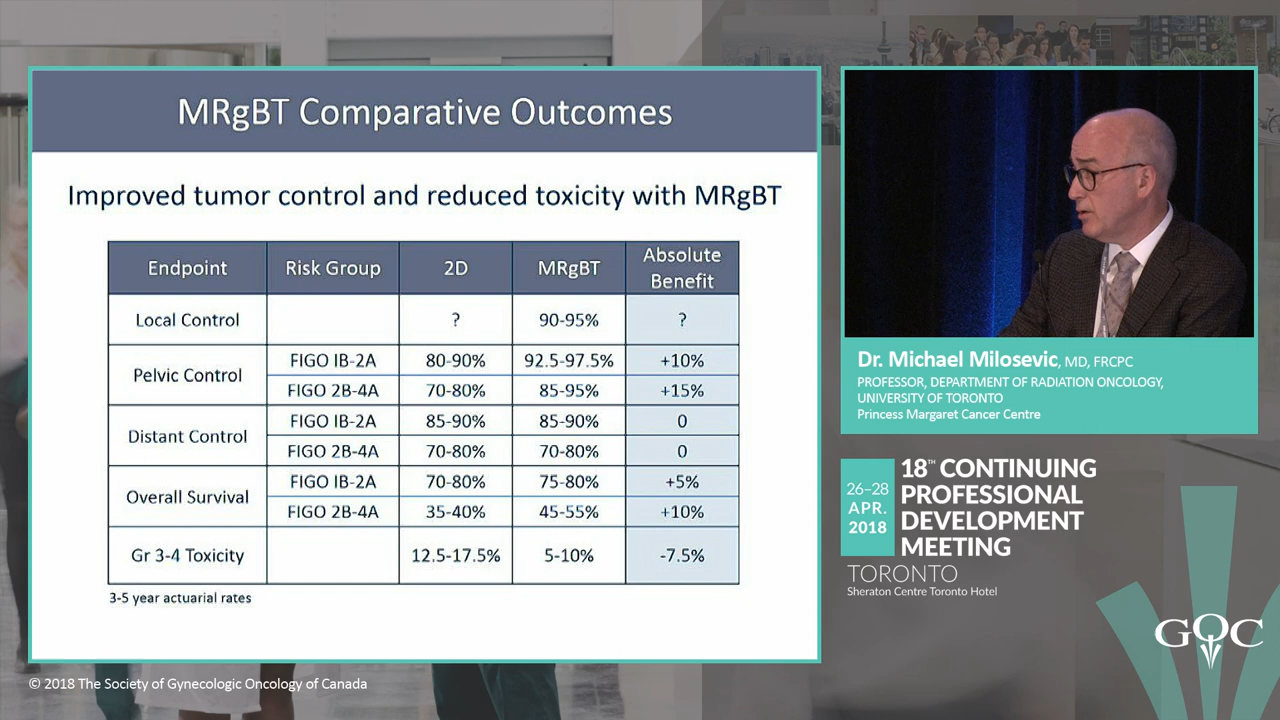 MRgBT Comparative Outcomes
Improved tumor control and reduced toxicity with MRgBT
Endpoint Risk Group 2D MRgBT Absolute Benefit
Local Control ? 90-95% ?
Pelvic Control FIGO IB-2A 80-90% 92.5-97.5% +10%
FIGO 2B-4A 70-80% 85-95% +15%
Distant Control FIGO IB-2A 85-90% 85-90% 0
FIGO 2B-4A 70-80% 70-80% 0
Overall Survival FIGO IB-2A 70-80% 75-80% +5%
FIGO 2B-4A 35-40% 45-55% +10%
Gr 3-4 Toxicity 12.5-17.5% 5-10% -7.5%
3-5 year actuarial rates
© 2018 The Society of Gynecologic Oncology of Canada
Dr. Michael Milosevic, MD, FRCPC
PROFESSOR, DEPARTMENT OF RADIATION ONCOLOGY,
UNIVERSITY OF TORONTO
Princess Margaret Cancer Centre
26–28
APR.
2018
18TH CONTINUING
PROFESSIONAL
DEVELOPMENT
MEETING
TORONTO
Sheraton Centre Toronto Hotel
GOC